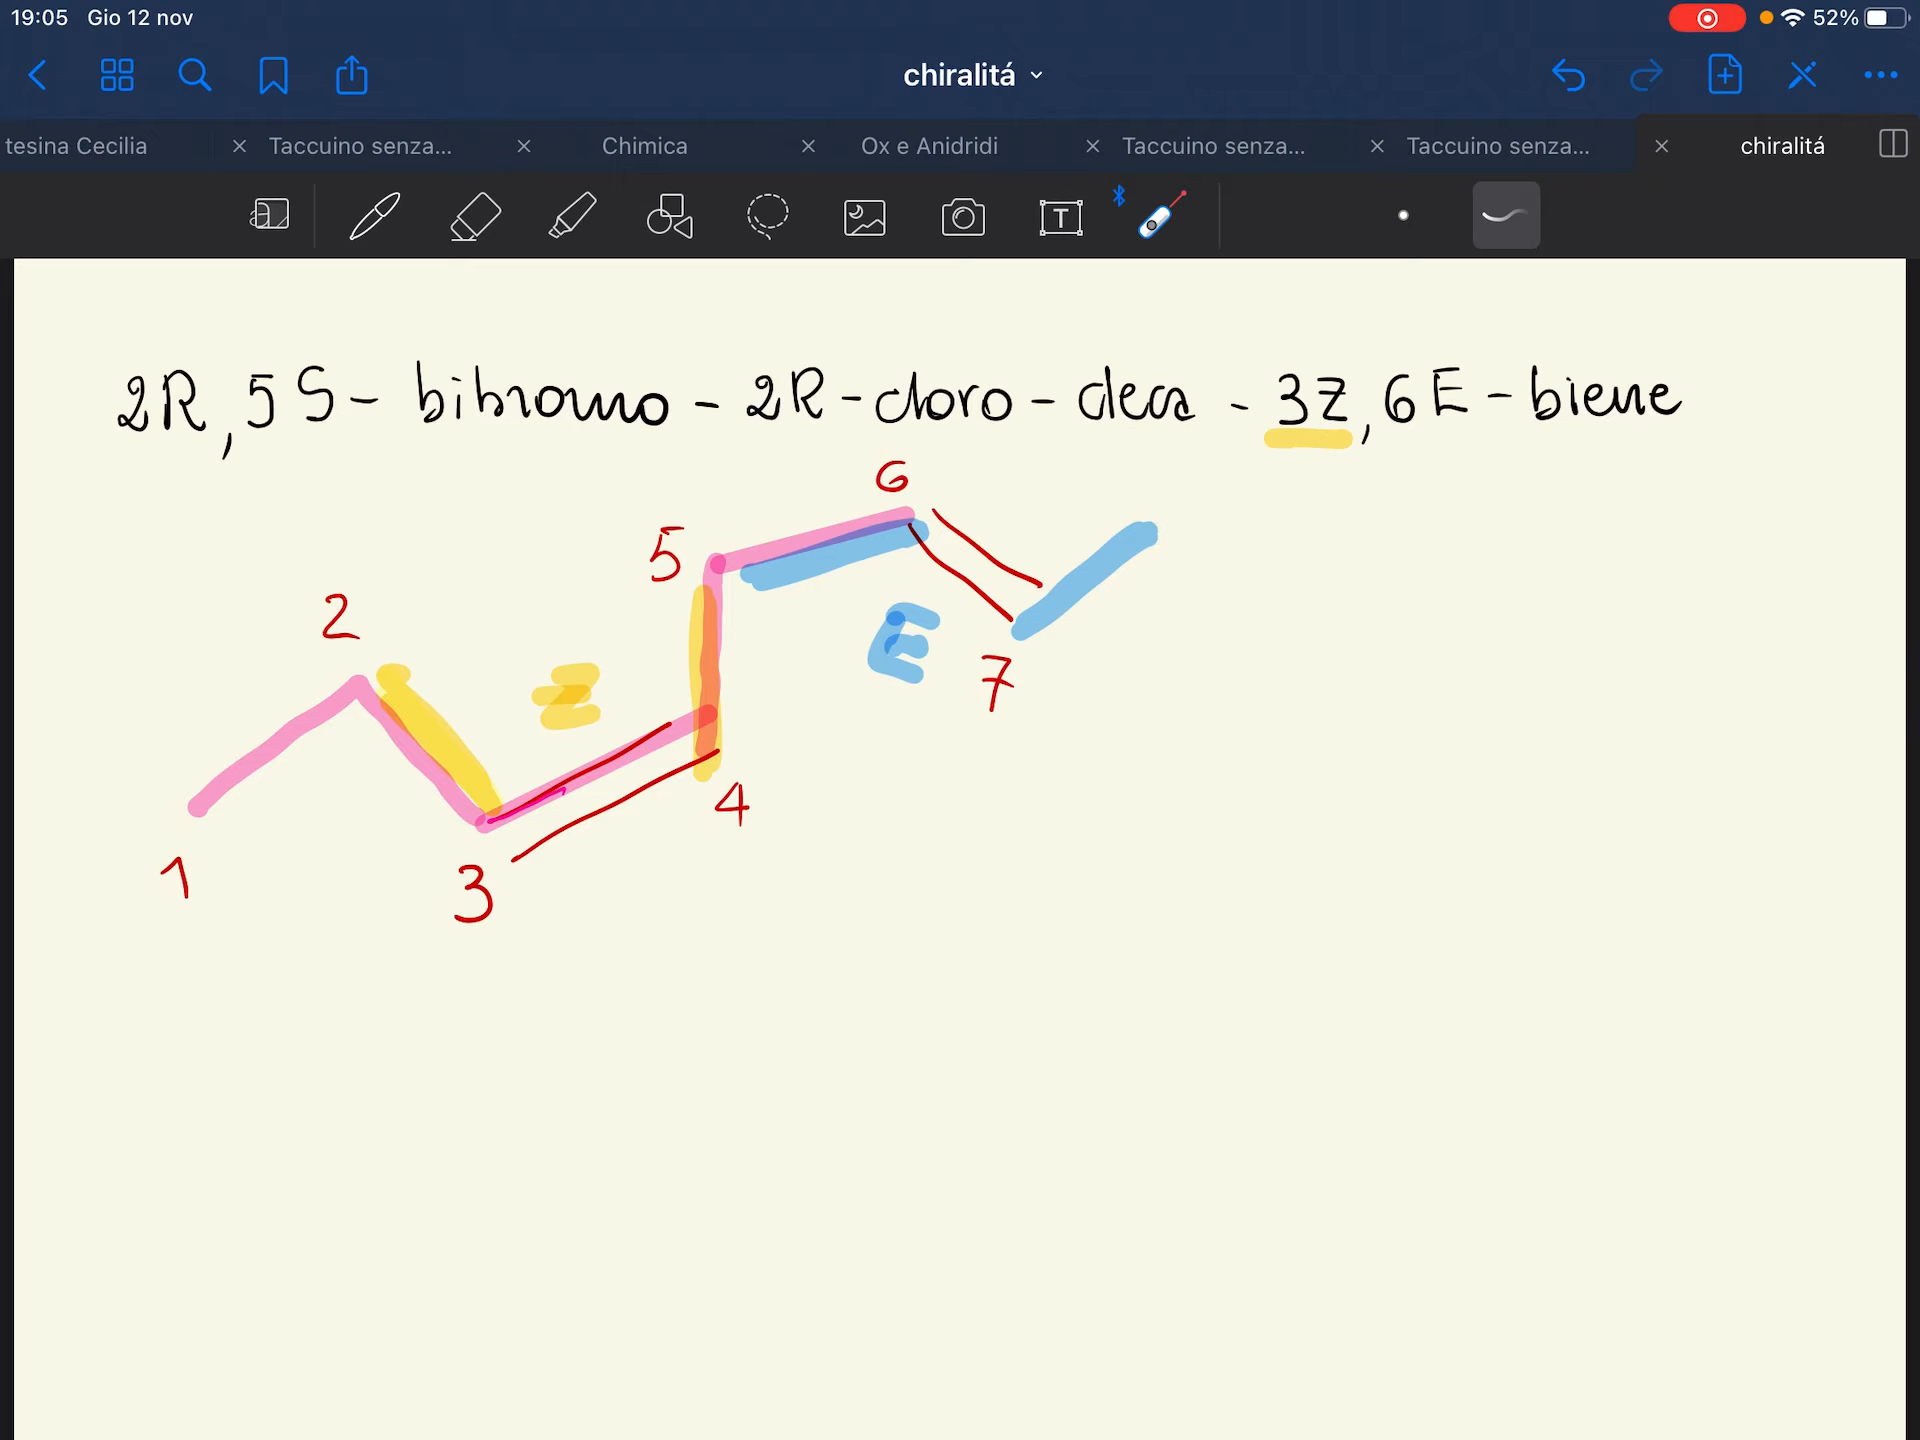 19:05 Gio 12 nov 52%
chiralitá
tesina Cecilia Taccuino senza... Chimica Ox e Anidridi Taccuino senza... Taccuino senza... chiralitá
2R, 5S - bibromo - 2R - cloro - deca - 3Z, 6E - biene
6
5
2
Z
E
7
4
1
3